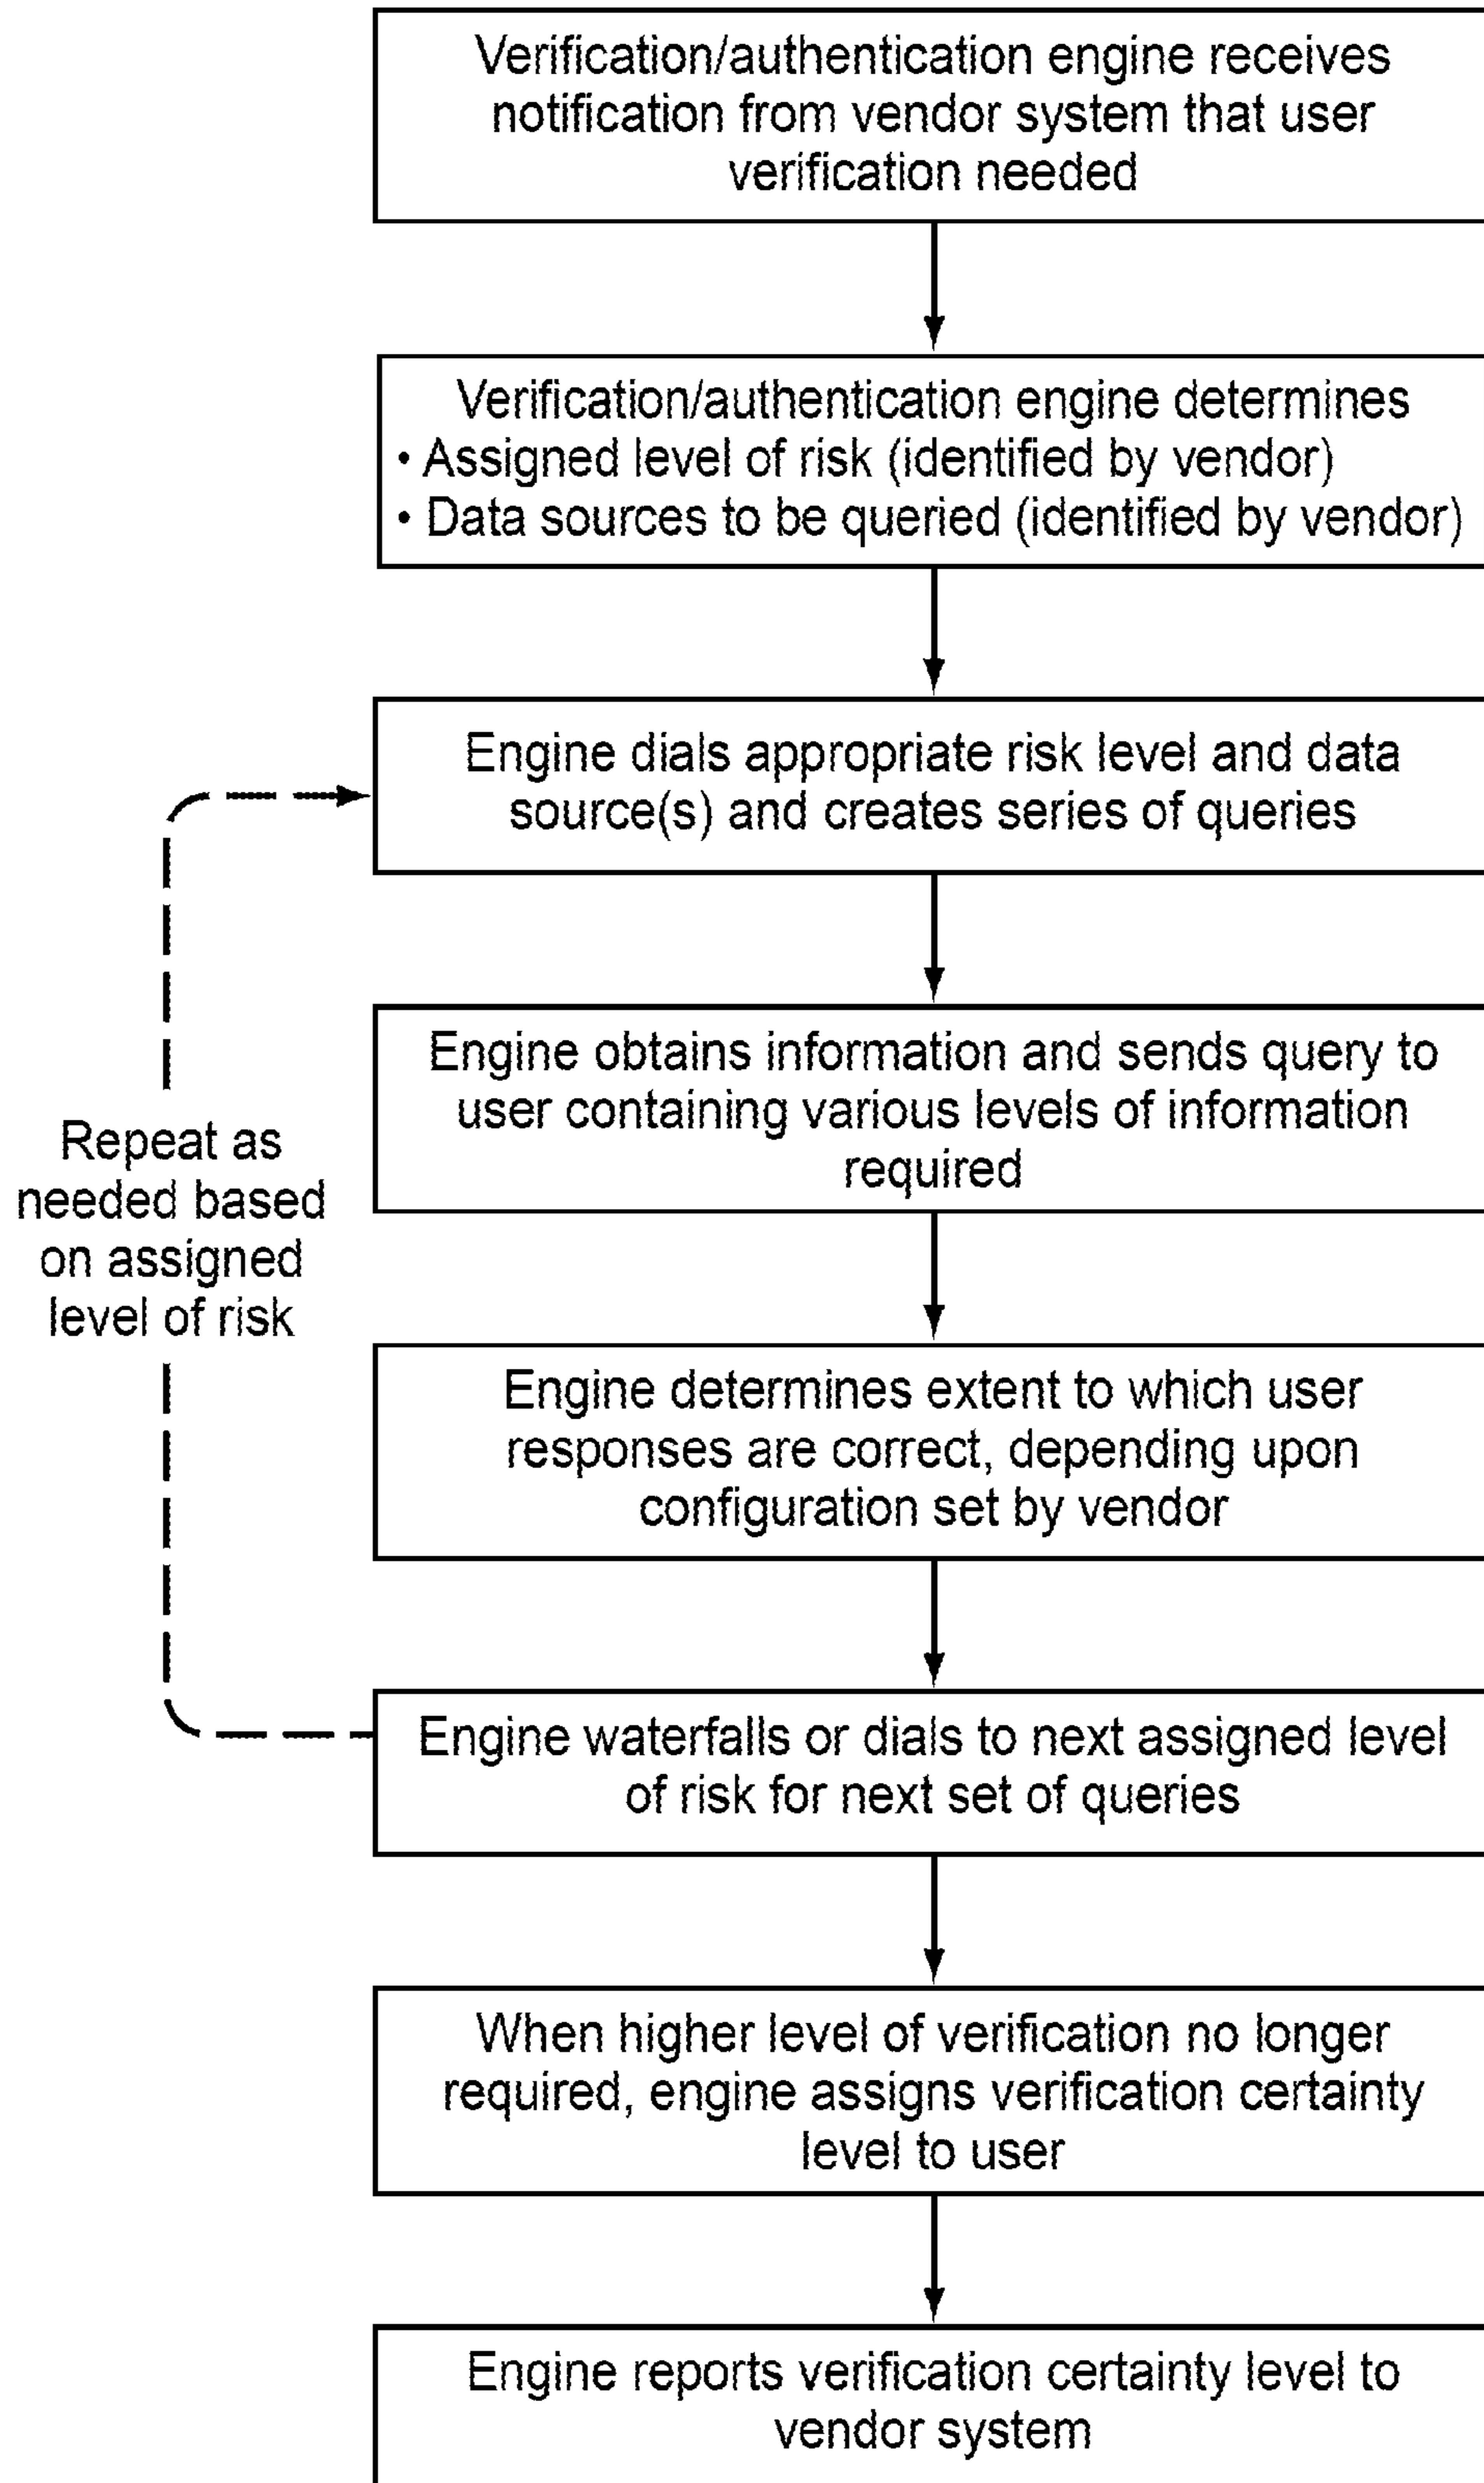 Verification/authentication engine receives
notification from vendor system that user
verification needed
Verification/authentication engine determines
• Assigned level of risk (identified by vendor)
• Data sources to be queried (identified by vendor)
Engine dials appropriate risk level and data
source(s) and creates series of queries
Engine obtains information and sends query to
user containing various levels of information
required
Repeat as
needed based
on assigned
level of risk
Engine determines extent to which user
responses are correct, depending upon
configuration set by vendor
Engine waterfalls or dials to next assigned level
of risk for next set of queries
When higher level of verification no longer
required, engine assigns verification certainty
level to user
Engine reports verification certainty level to
vendor system